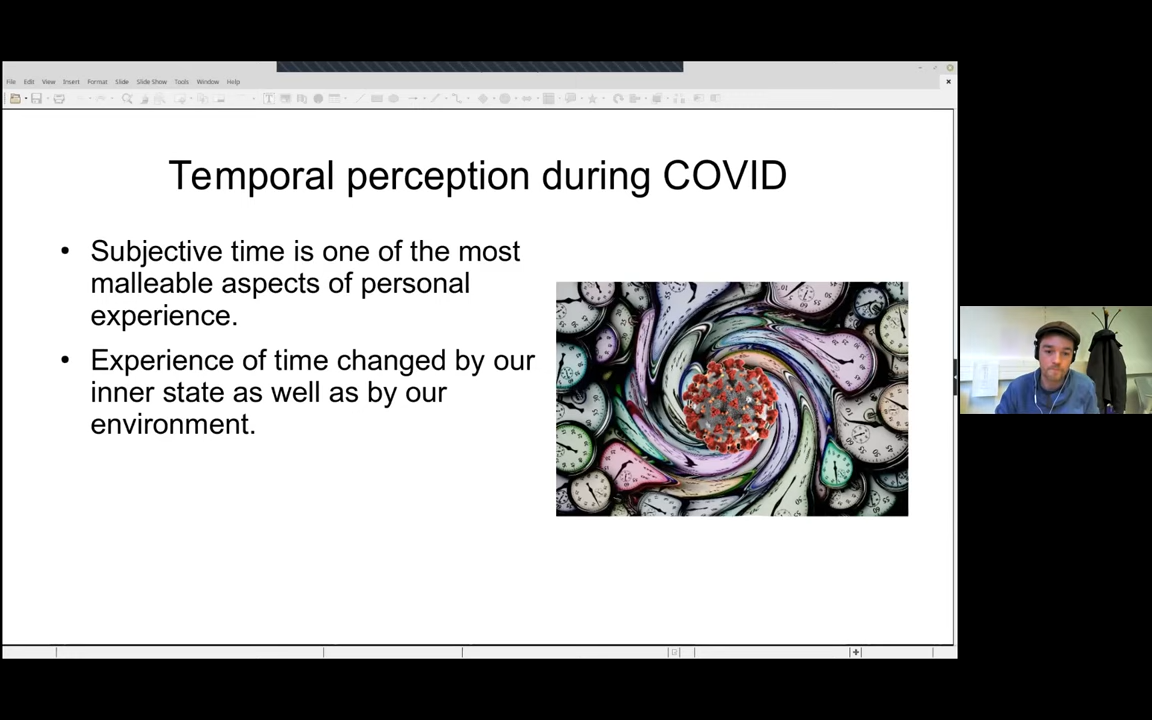 File Edit View Insert Format Slide Slide Show Tools Window Help
Temporal perception during COVID
• Subjective time is one of the most
malleable aspects of personal
experience.
• Experience of time changed by our
inner state as well as by our
environment.